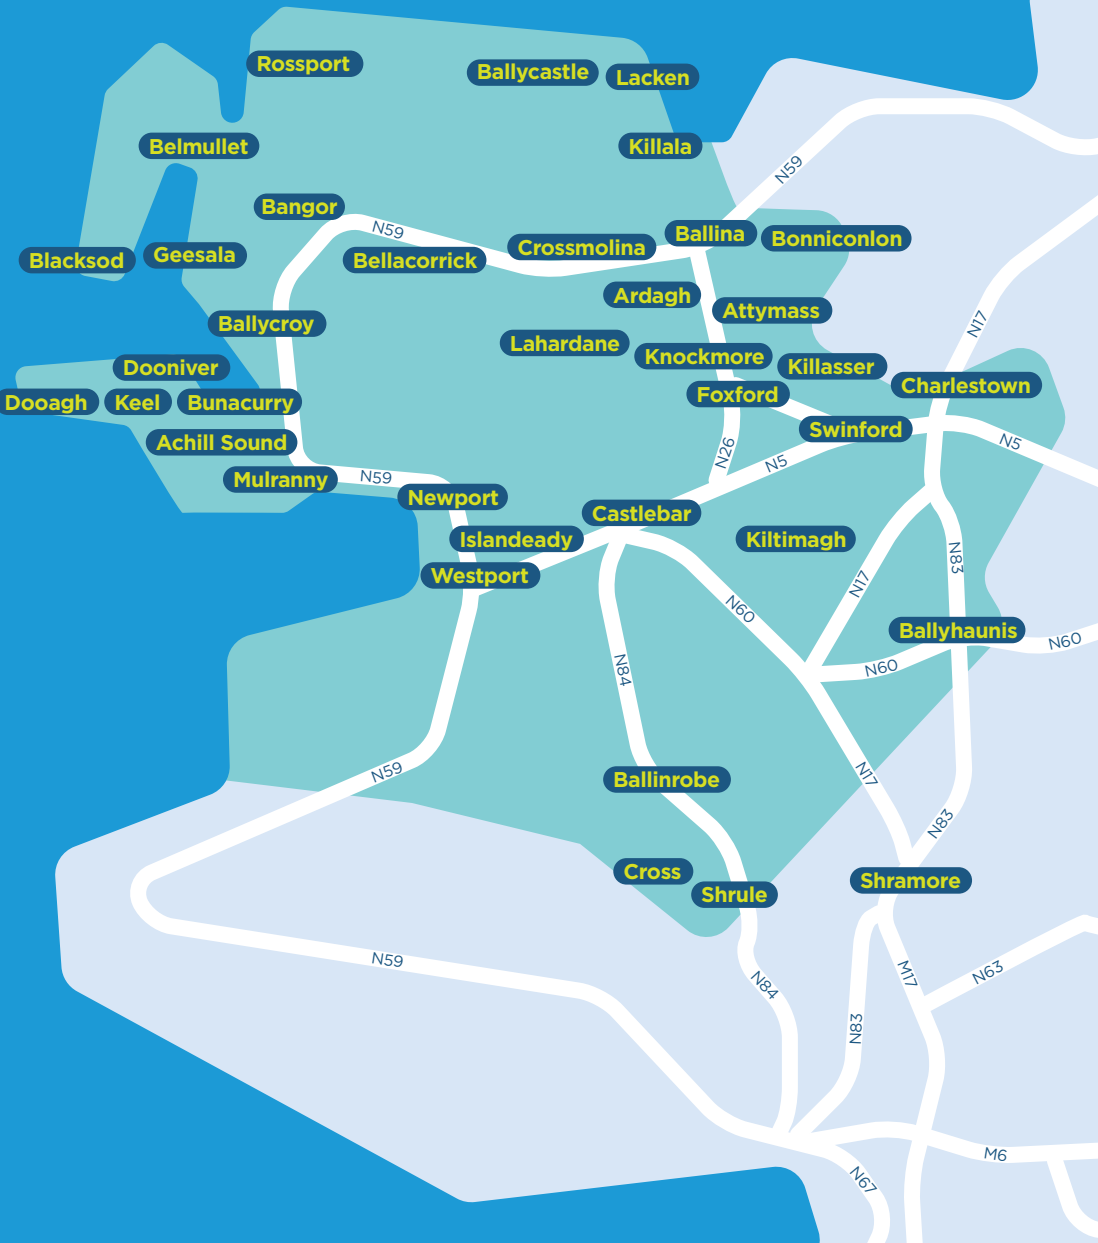 Rossport
Ballycastle
Lacken
Belmullet
Killala
N59
Bangor
N59
Ballina
Bonniconlon
Crossmolina
Blacksod
Geesala
Bellacorrick
Ardagh
Attymass
Ballycroy
N17
Lahardane
Knockmore
Killasser
Dooniver
Charlestown
Foxford
Dooagh
Keel
Bunacurry
Swinford
Achill Sound
N5
N26
N5
Mulranny
N59
Newport
Castlebar
Islandeady
Kiltimagh
N83
Westport
N17
N60
Ballyhaunis
N60
N60
N84
N59
Ballinrobe
N17
N83
Cross
Shrule
Shramore
N59
N84
M17
N63
N83
M6
N67